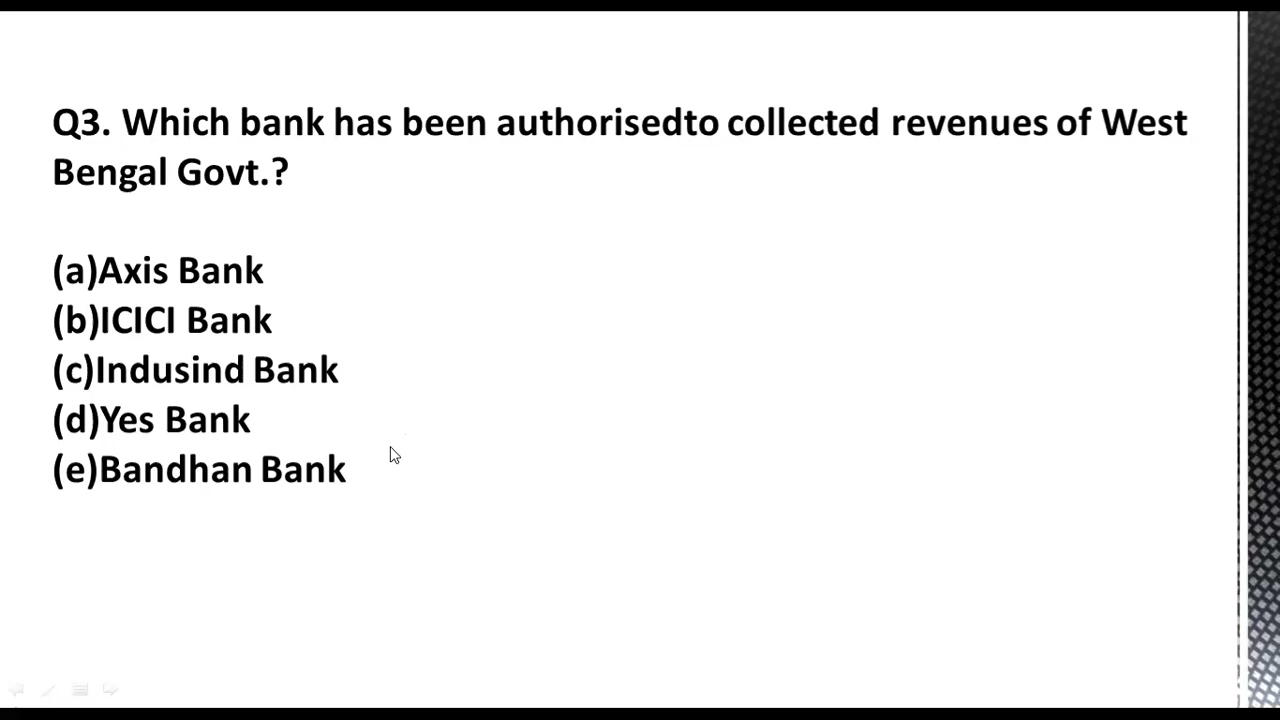 Q3. Which bank has been authorisedto collected revenues of West
Bengal Govt.?
(a)Axis Bank
(b)ICICI Bank
(c)Indusind Bank
(d)Yes Bank
(e)Bandhan Bank